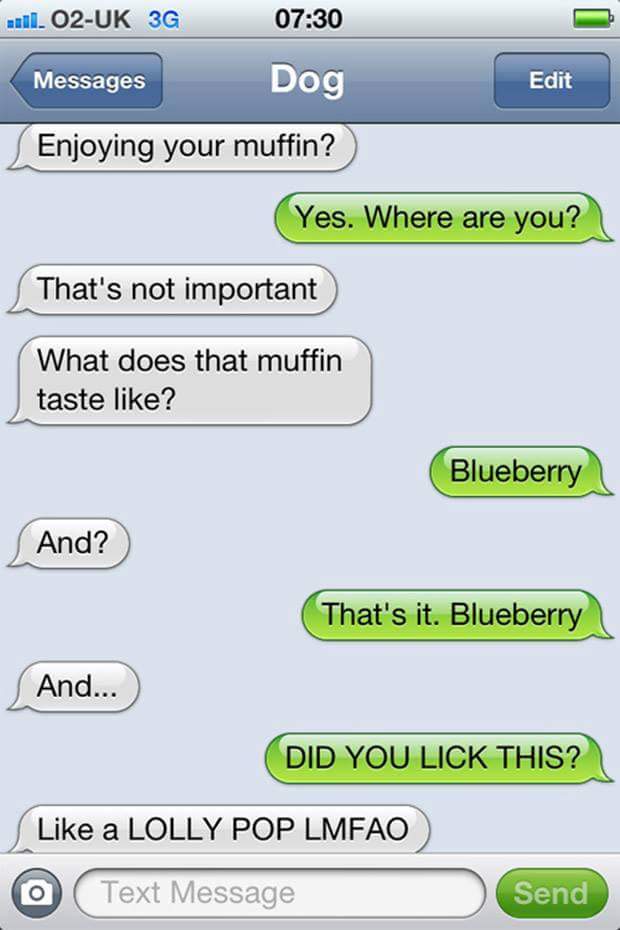 O2-UK 3G 07:30
Messages Dog Edit
Enjoying your muffin?
Yes. Where are you?
That's not important
What does that muffin
taste like?
Blueberry
And?
That's it. Blueberry
And...
DID YOU LICK THIS?
Like a LOLLY POP LMFAO
Text Message Send